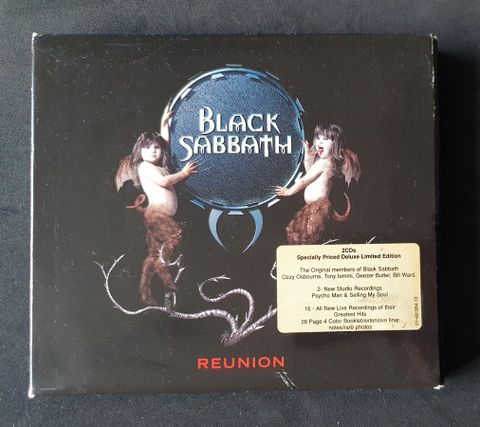 BLACK
SABBATH
2CDs
Specially Priced Deluxe Limited Edition
The Original members of Black Sabbath
Ozzy Osbourne, Tony Iommi, Geezer Butler, Bill Ward.
2- New Studio Recordings
Psycho Man & Selling My Soul
16 - All New Live Recordings of their
Greatest Hits
28 Page 4 Color Booklet/extensive liner
notes/rare photos
REUNION